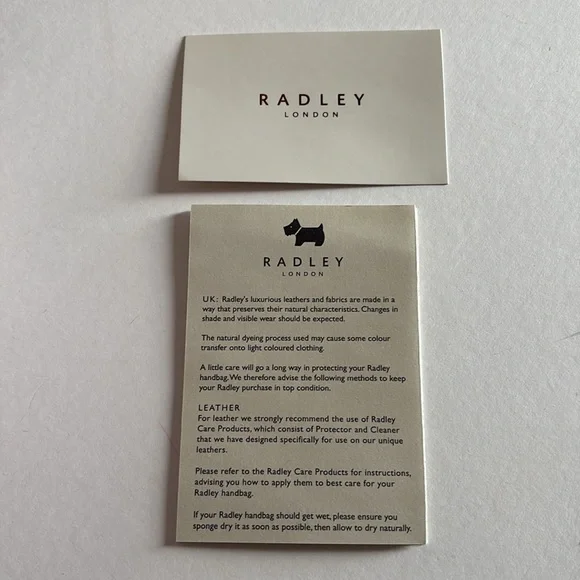 RADLEY
LONDON
RADLEY
LONDON
UK: Radley's luxurious leathers and fabrics are made in a
way that preserves their natural characteristics. Changes in
shade and visible wear should be expected.
The natural dyeing process used may cause some colour
transfer onto light coloured clothing.
A little care will go a long way in protecting your Radley
handbag. We therefore advise the following methods to keep
your Radley purchase in top condition.
LEATHER
For leather we strongly recommend the use of Radley
Care Products, which consist of Protector and Cleaner
that we have designed specifically for use on our unique
leathers.
Please refer to the Radley Care Products for instructions,
advising you how to apply them to best care for your
Radley handbag.
If your Radley handbag should get wet, please ensure you
sponge dry it as soon as possible, then allow to dry naturally.